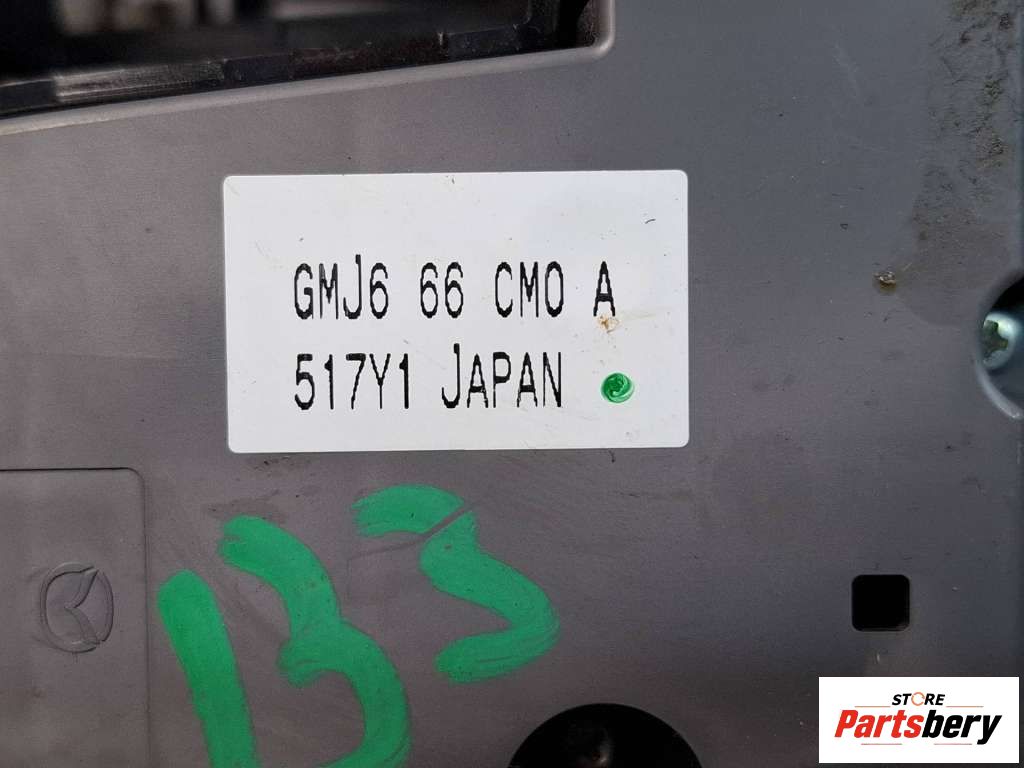 GMJ6 66 CM0 A
517Y1 JAPAN
133
STORE
Partsbery